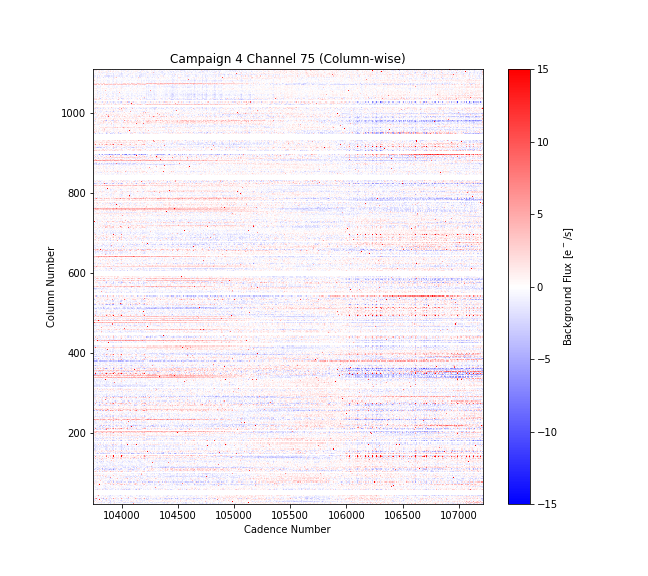 Campaign 4 Channel 75 (Column-wise)
1000
800
600
400
200
Column Number
104000 104500 105000 105500 106000 106500 107000
Cadence Number
15
10
5
0
−5
−10
−15
Background Flux [e⁻/s]